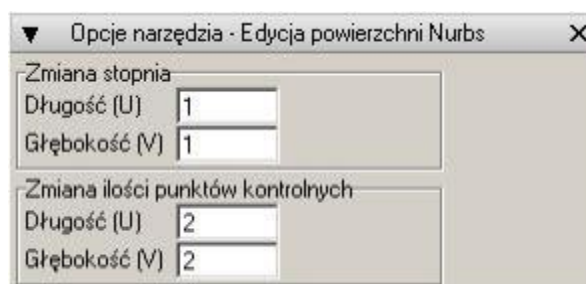 Opcje narzędzia - Edycja powierzchni Nurbs
Zmiana stopnia
Długość (U) 1
Głębokość (V) 1
Zmiana ilości punktów kontrolnych
Długość (U) 2
Głębokość (V) 2